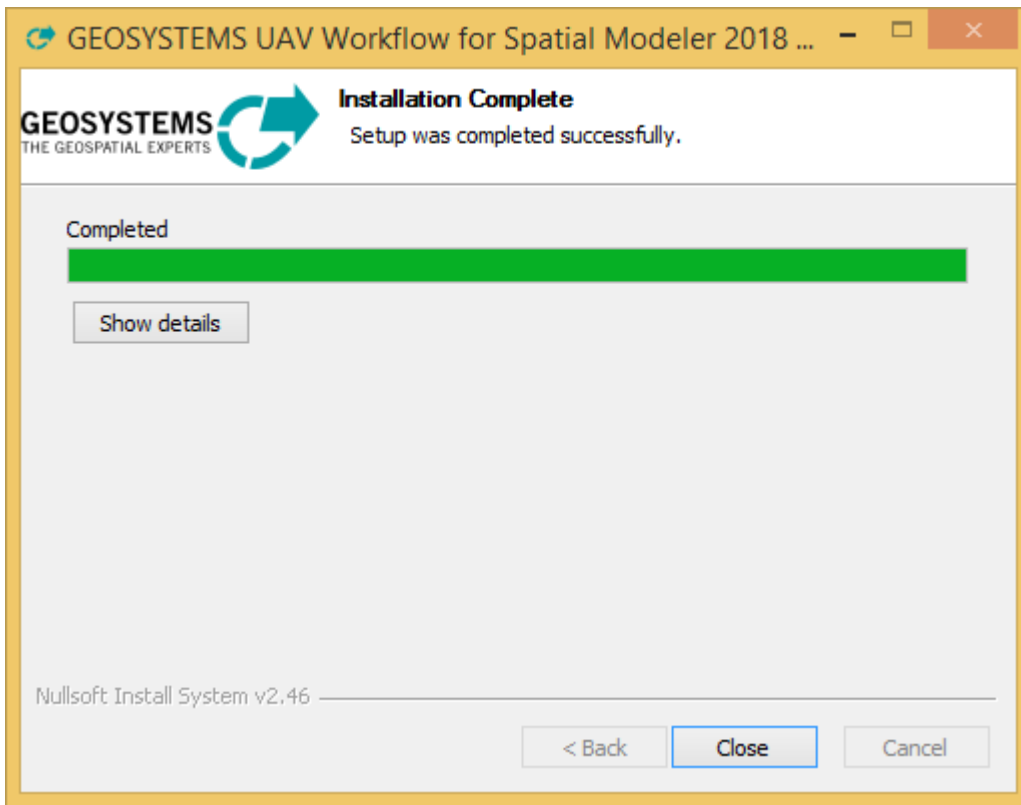 GEOSYSTEMS UAV Workflow for Spatial Modeler 2018 ...
GEOSYSTEMS
THE GEOSPATIAL EXPERTS
Installation Complete
Setup was completed successfully.
Completed
Show details
Nullsoft Install System v2.46
< Back
Close
Cancel